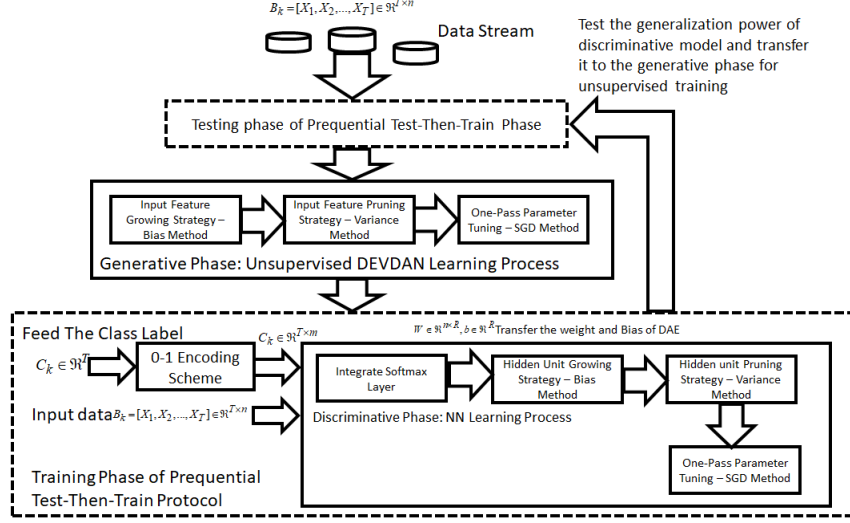 B_k = [X_1, X_2, ..., X_T] ∈ ℜ^{T×n}
Data Stream
Test the generalization power of
discriminative model and transfer
it to the generative phase for
unsupervised training
Testing phase of Prequential Test-Then-Train Phase
Input Feature
Growing Strategy –
Bias Method
Input Feature Pruning
Strategy – Variance
Method
One-Pass Parameter
Tuning – SGD Method
Generative Phase: Unsupervised DEVDAN Learning Process
Feed The Class Label
C_k ∈ ℜ^T
0-1 Encoding
Scheme
C_k ∈ ℜ^{T×m}
W ∈ ℜ^{n×R}, b ∈ ℜ^R Transfer the weight and Bias of DAE
Integrate Softmax
Layer
Hidden Unit Growing
Strategy – Bias
Method
Hidden unit Pruning
Strategy – Variance
Method
Input data B_k = [X_1, X_2, ..., X_T] ∈ ℜ^{T×n}
Discriminative Phase: NN Learning Process
One-Pass Parameter
Tuning – SGD Method
Training Phase of Prequential
Test-Then-Train Protocol